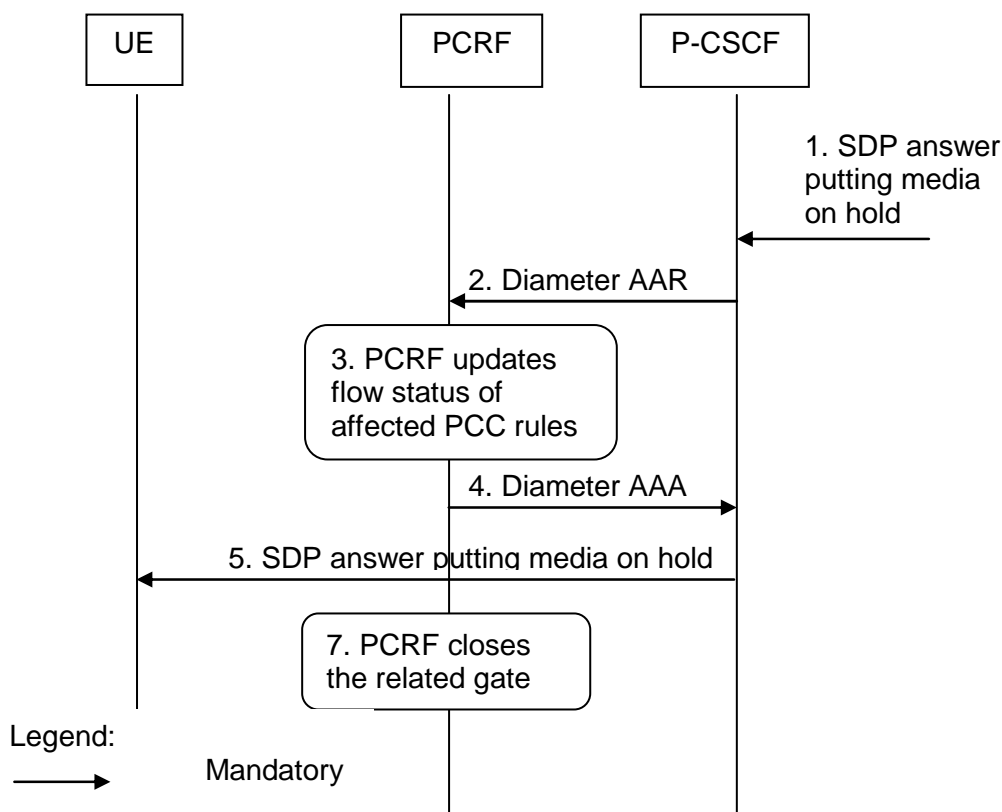 UE
PCRF
P-CSCF
1. SDP answer
putting media
on hold
2. Diameter AAR
3. PCRF updates
flow status of
affected PCC rules
4. Diameter AAA
5. SDP answer putting media on hold
7. PCRF closes
the related gate
Legend:
Mandatory